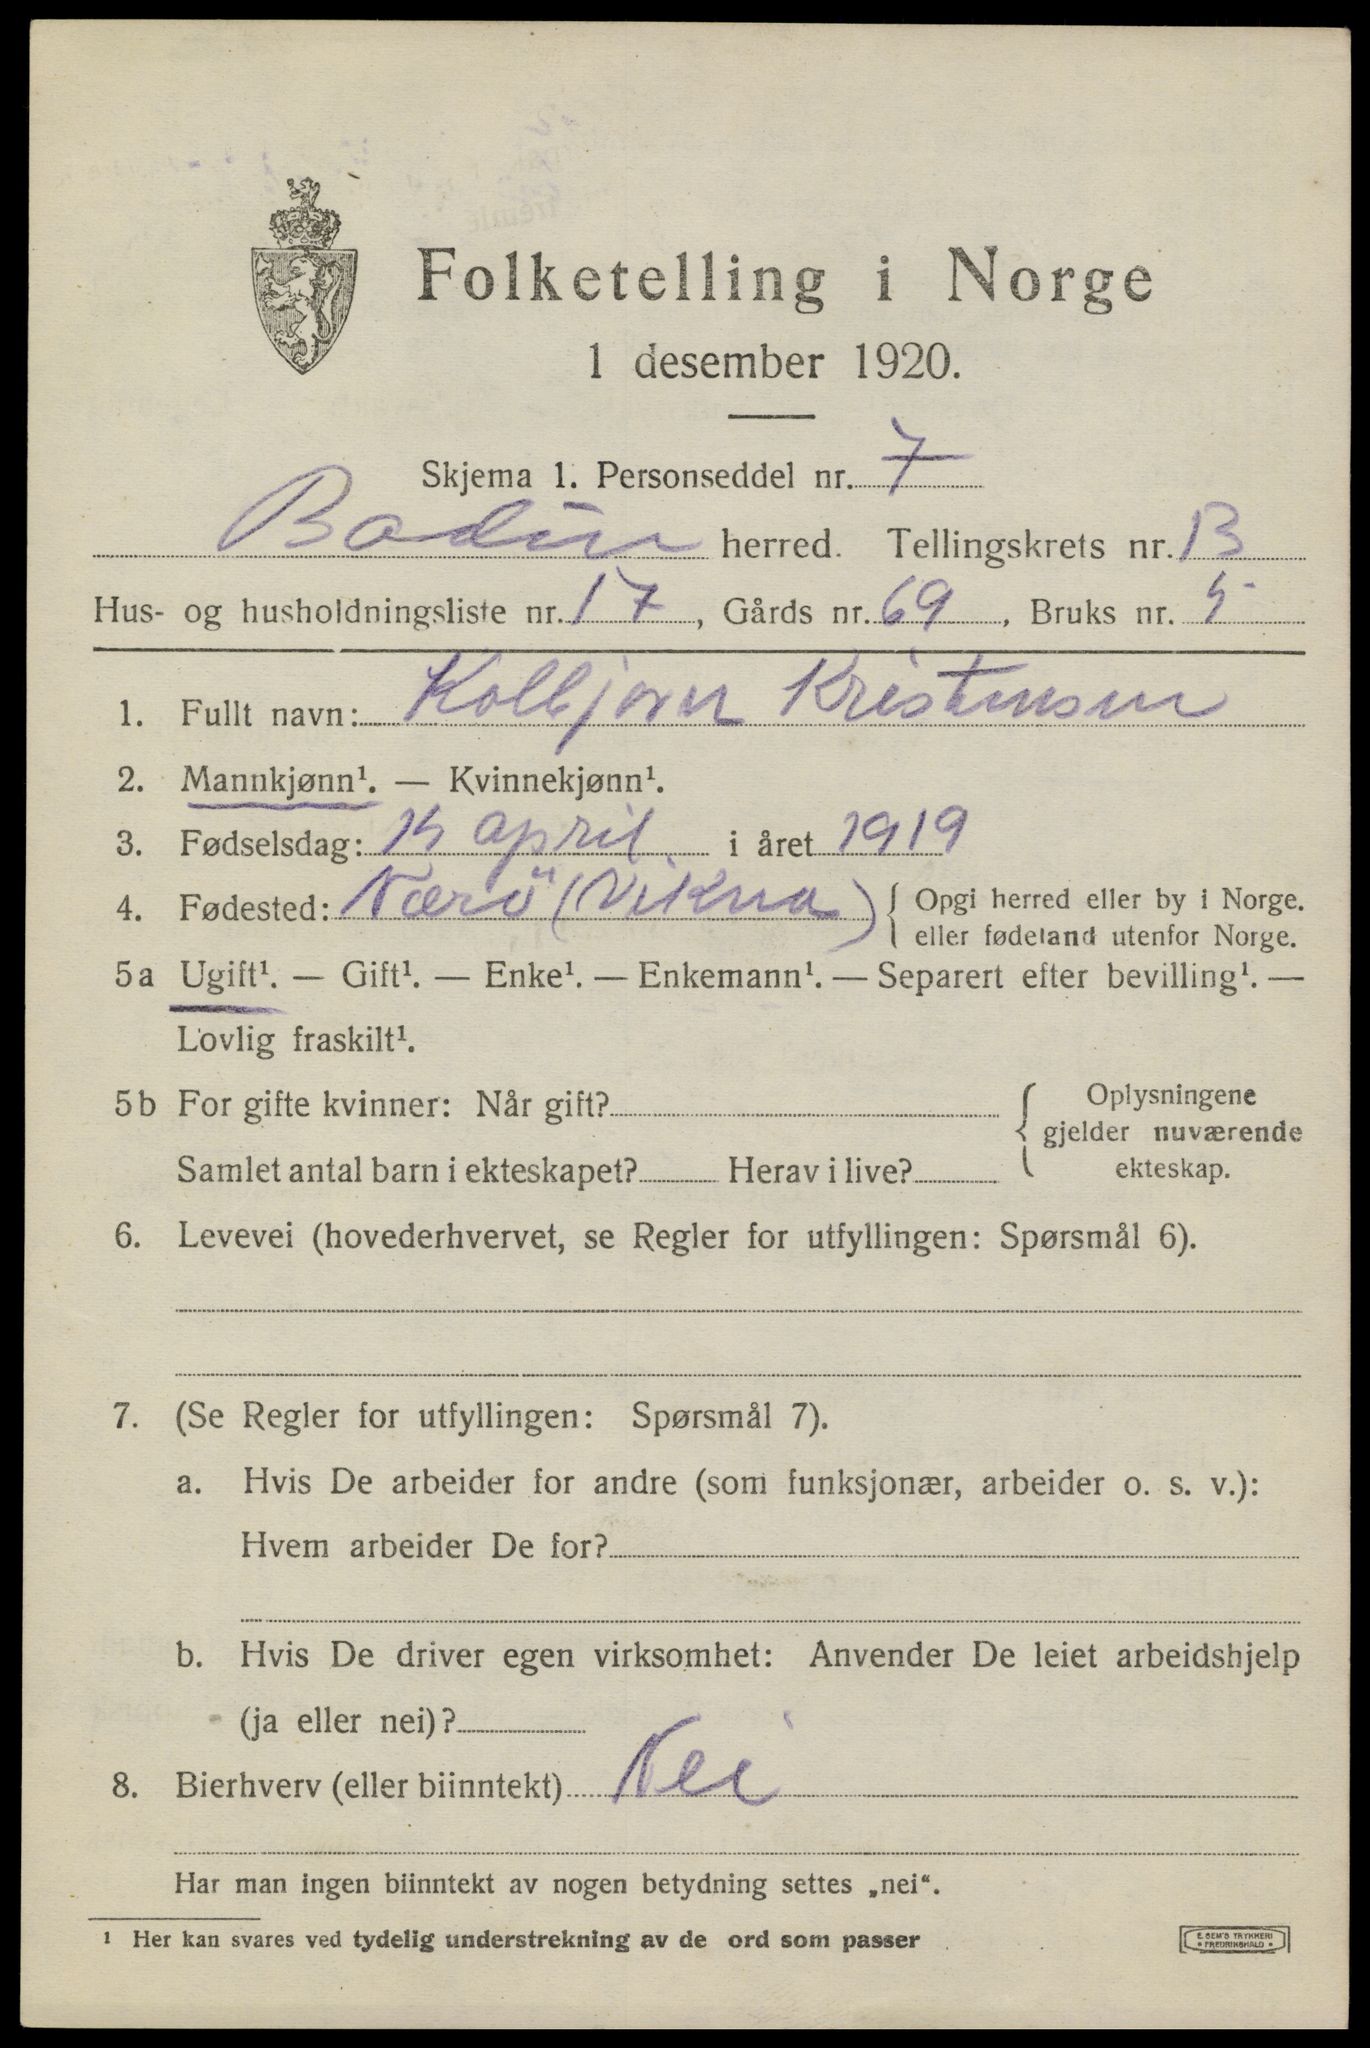 Folketelling i Norge
1 desember 1920.
Skjema 1. Personseddel nr. 7
Bodin herred. Tellingskrets nr. 13
Hus- og husholdningsliste nr. 17, Gårds nr. 69, Bruks nr. 5
1. Fullt navn: Kolbjørn Kristensen
2. Mannkjønn¹. — Kvinnekjønn¹.
3. Fødselsdag: april i året 1919
4. Fødested: Nærö (Vikna) { Opgi herred eller by i Norge.
eller fødeland utenfor Norge.
5a Ugift¹. — Gift¹. — Enke¹. — Enkemann¹. — Separert efter bevilling¹. —
Lovlig fraskilt¹.
5b For gifte kvinner: Når gift? { Oplysningene
gjelder nuværende
Samlet antal barn i ekteskapet? Herav i live? ekteskap.
6. Levevei (hovederhvervet, se Regler for utfyllingen: Spørsmål 6).
7. (Se Regler for utfyllingen: Spørsmål 7).
a. Hvis De arbeider for andre (som funksjonær, arbeider o. s. v.):
Hvem arbeider De for?
b. Hvis De driver egen virksomhet: Anvender De leiet arbeidshjelp
(ja eller nei)?
8. Bierhverv (eller biinntekt) Nei
Har man ingen biinntekt av nogen betydning settes „nei“.
¹ Her kan svares ved tydelig understrekning av de ord som passer
E. SEM'S TRYKKERI
• FREDRIKSHALD •